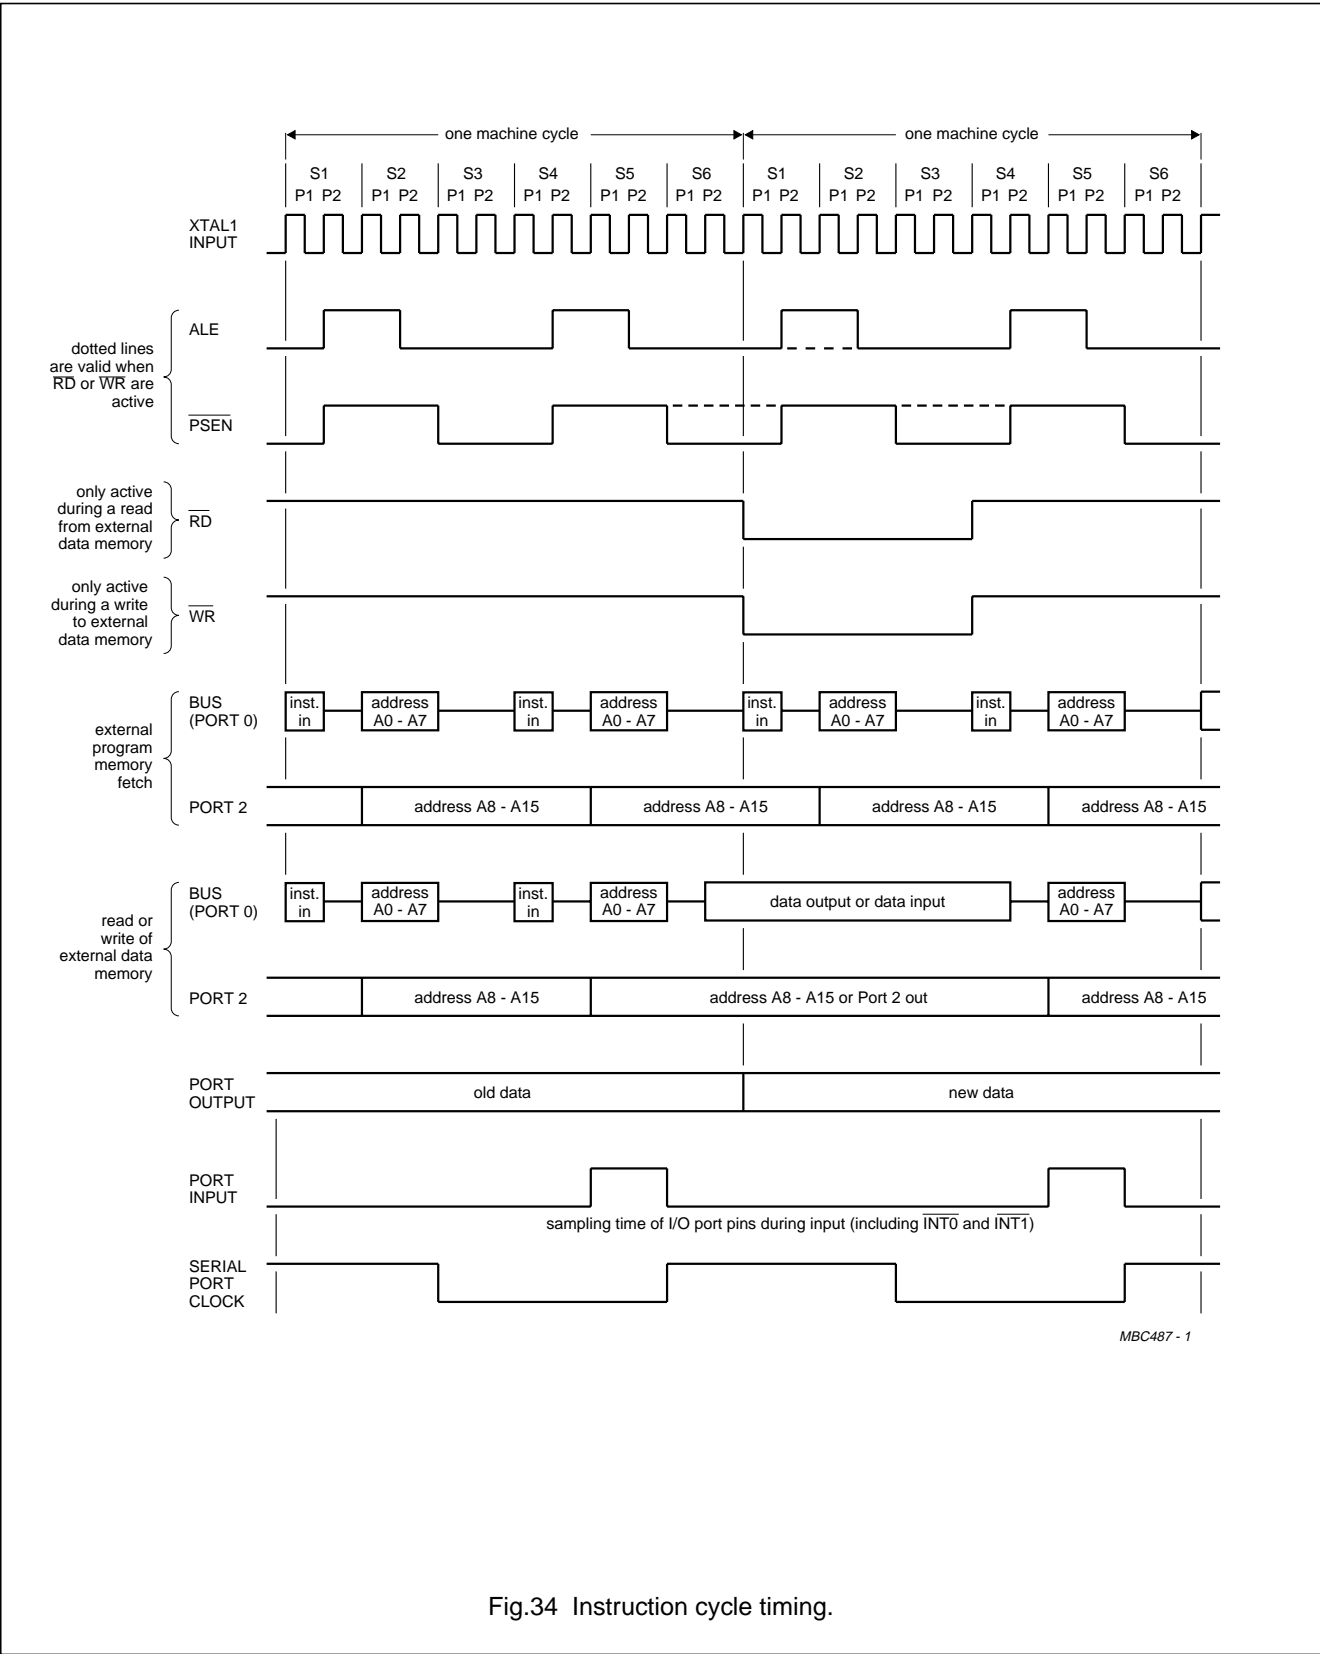 one machine cycle one machine cycle
S1 S2 S3 S4 S5 S6 S1 S2 S3 S4 S5 S6
P1 P2 P1 P2 P1 P2 P1 P2 P1 P2 P1 P2 P1 P2 P1 P2 P1 P2 P1 P2 P1 P2 P1 P2
XTAL1
INPUT
dotted lines
are valid when
RD or WR are
active
ALE
PSEN
only active
during a read
from external
data memory
RD
only active
during a write
to external
data memory
WR
external
program
memory
fetch
BUS
(PORT 0)
inst. address inst. address inst. address inst. address
in A0 - A7 in A0 - A7 in A0 - A7 in A0 - A7
PORT 2
address A8 - A15 address A8 - A15 address A8 - A15 address A8 - A15
read or
write of
external data
memory
BUS
(PORT 0)
inst. address inst. address data output or data input address
in A0 - A7 in A0 - A7 A0 - A7
PORT 2
address A8 - A15 address A8 - A15 or Port 2 out address A8 - A15
PORT
OUTPUT
old data new data
PORT
INPUT
sampling time of I/O port pins during input (including INT0 and INT1)
SERIAL
PORT
CLOCK
MBC487 - 1
Fig.34 Instruction cycle timing.